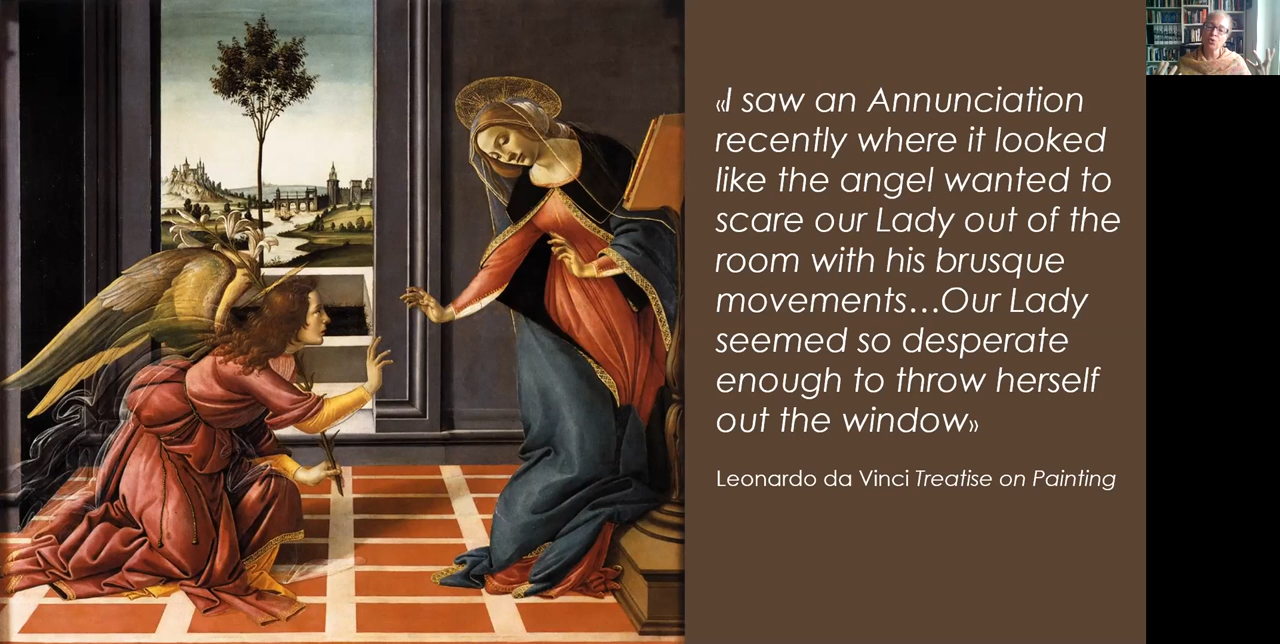 «I saw an Annunciation
recently where it looked
like the angel wanted to
scare our Lady out of the
room with his brusque
movements…Our Lady
seemed so desperate
enough to throw herself
out the window»
Leonardo da Vinci Treatise on Painting